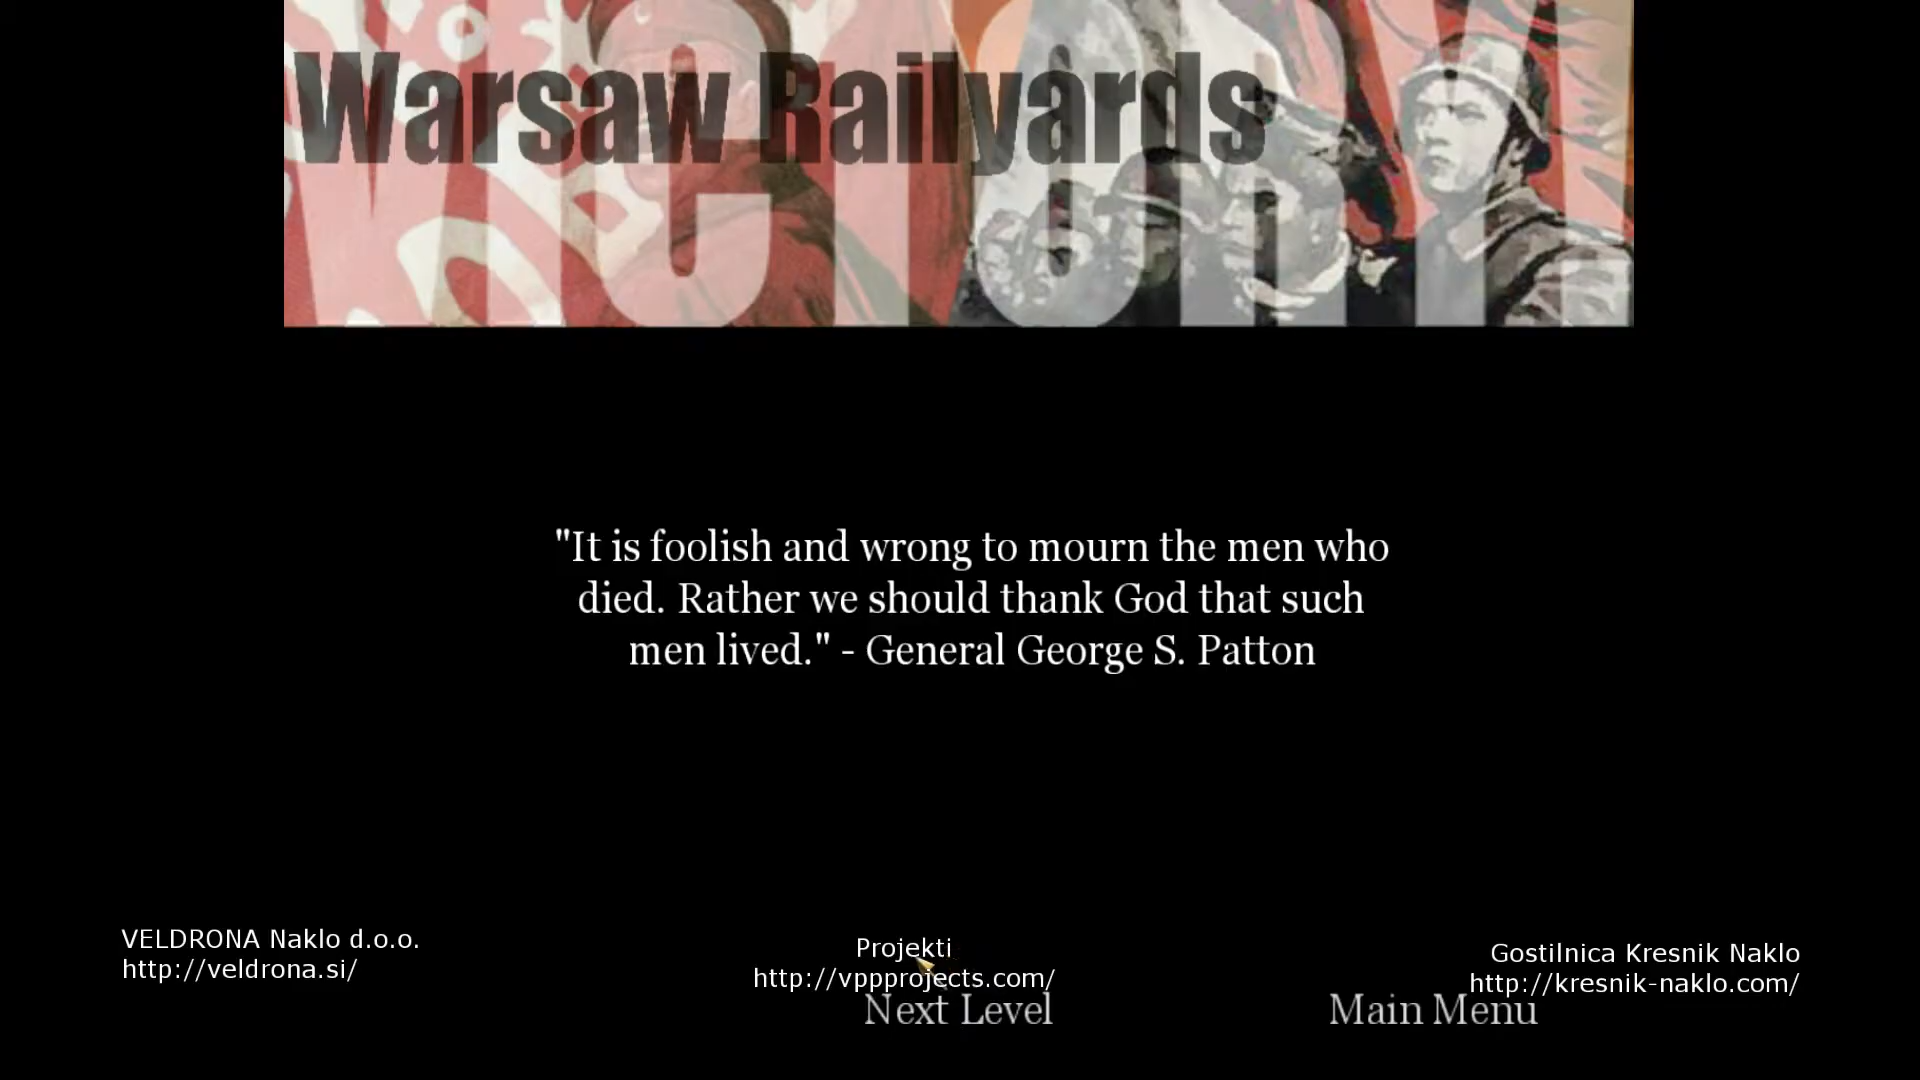 VICTORY
Warsaw Railyards
"It is foolish and wrong to mourn the men who
died. Rather we should thank God that such
men lived." - General George S. Patton
VELDRONA Naklo d.o.o.
http://veldrona.si/
Projekti
http://vppprojects.com/
Gostilnica Kresnik Naklo
http://kresnik-naklo.com/
Next Level
Main Menu